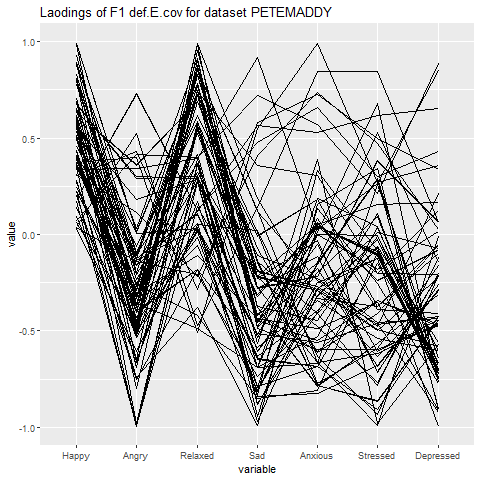 Laodings of F1 def.E.cov for dataset PETEMADDY
1.0
0.5
0.0
-0.5
-1.0
value
Happy Angry Relaxed Sad Anxious Stressed Depressed
variable